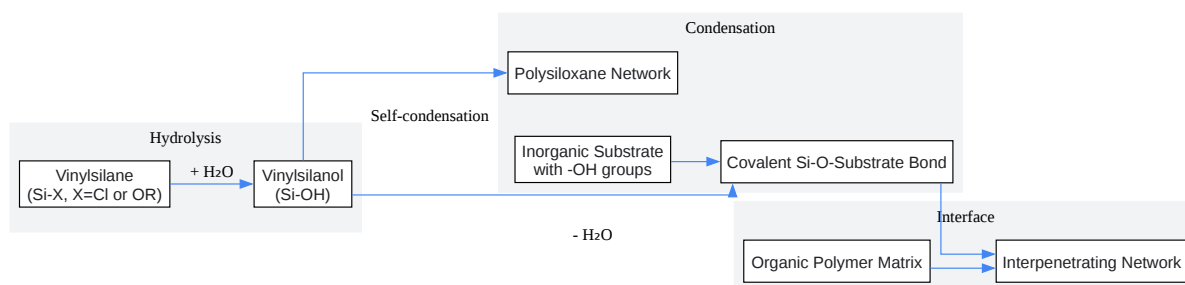 Condensation
Polysiloxane Network
Self-condensation
Hydrolysis
Inorganic Substrate
with -OH groups
Covalent Si-O-Substrate Bond
Vinylsilane
(Si-X, X=Cl or OR)
+ H₂O
Vinylsilanol
(Si-OH)
- H₂O
Interface
Organic Polymer Matrix
Interpenetrating Network